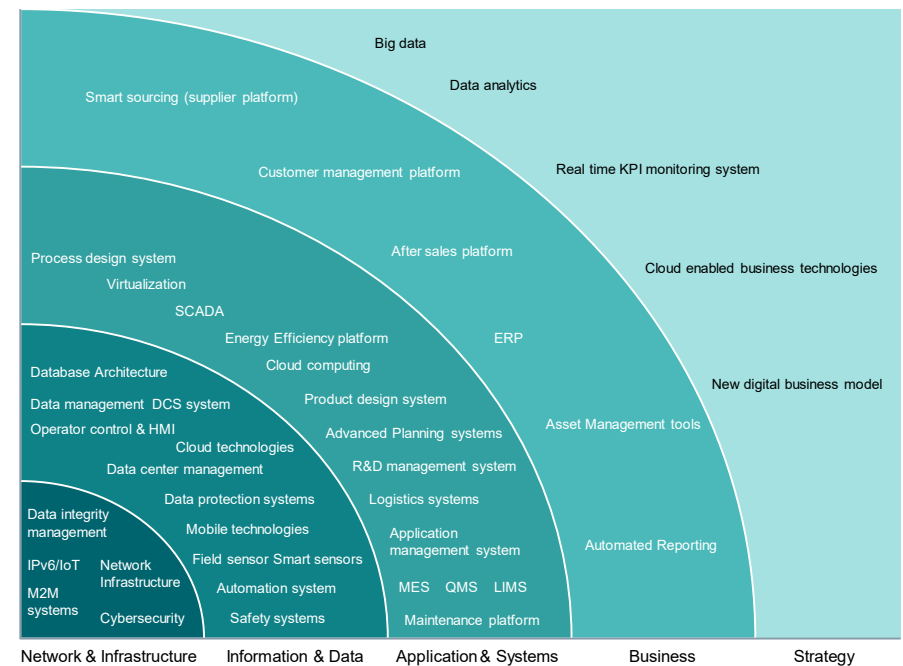 Big data
Data analytics
Smart sourcing (supplier platform)
Real time KPI monitoring system
Customer management platform
After sales platform
Process design system
Cloud enabled business technologies
Virtualization
SCADA
Energy Efficiency platform
ERP
Cloud computing
Database Architecture
New digital business model
Product design system
Data management DCS system
Asset Management tools
Operator control & HMI
Advanced Planning systems
Cloud technologies
Data center management
R&D management system
Data protection systems
Logistics systems
Data integrity
management
Mobile technologies
Application
management system
Automated Reporting
Field sensor Smart sensors
IPv6/IoT
Network
Infrastructure
Automation system
MES QMS LIMS
M2M
systems
Cybersecurity
Safety systems
Maintenance platform
Network & Infrastructure
Information & Data
Application & Systems
Business
Strategy